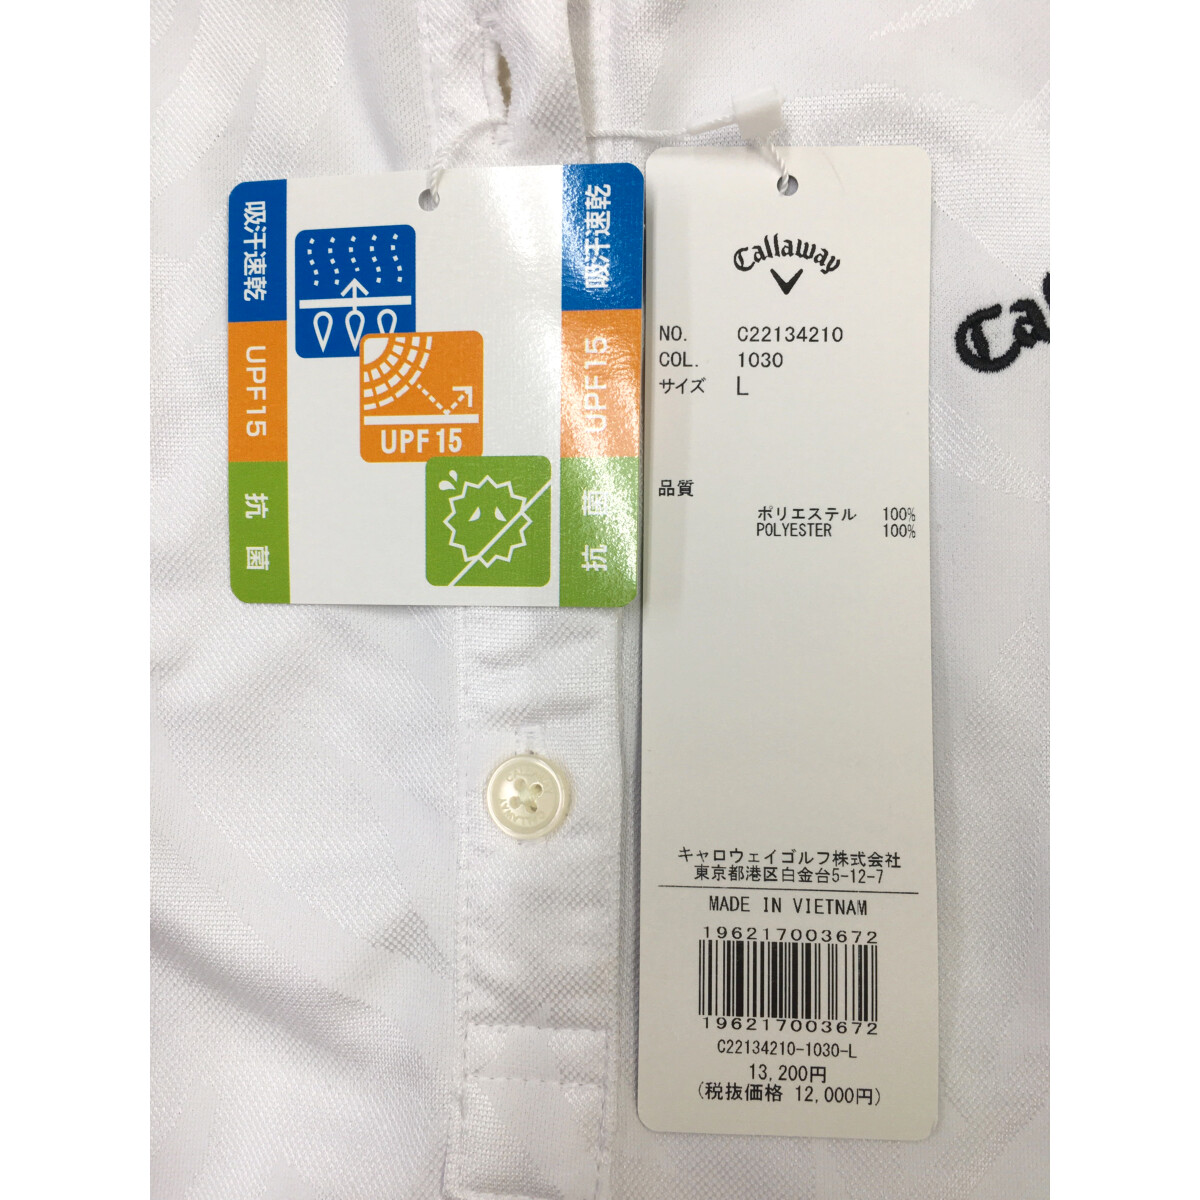 吸汗速乾
UPF15
抗菌
UPF 15
吸汗速乾
UPF15
抗菌
Callaway
NO. C22134210
COL. 1030
サイズ L
品質
ポリエステル 100%
POLYESTER 100%
キャロウェイゴルフ株式会社
東京都港区白金台5-12-7
MADE IN VIETNAM
196217003672
196217003672
C22134210-1030-L
13,200円
(税抜価格 12,000円)